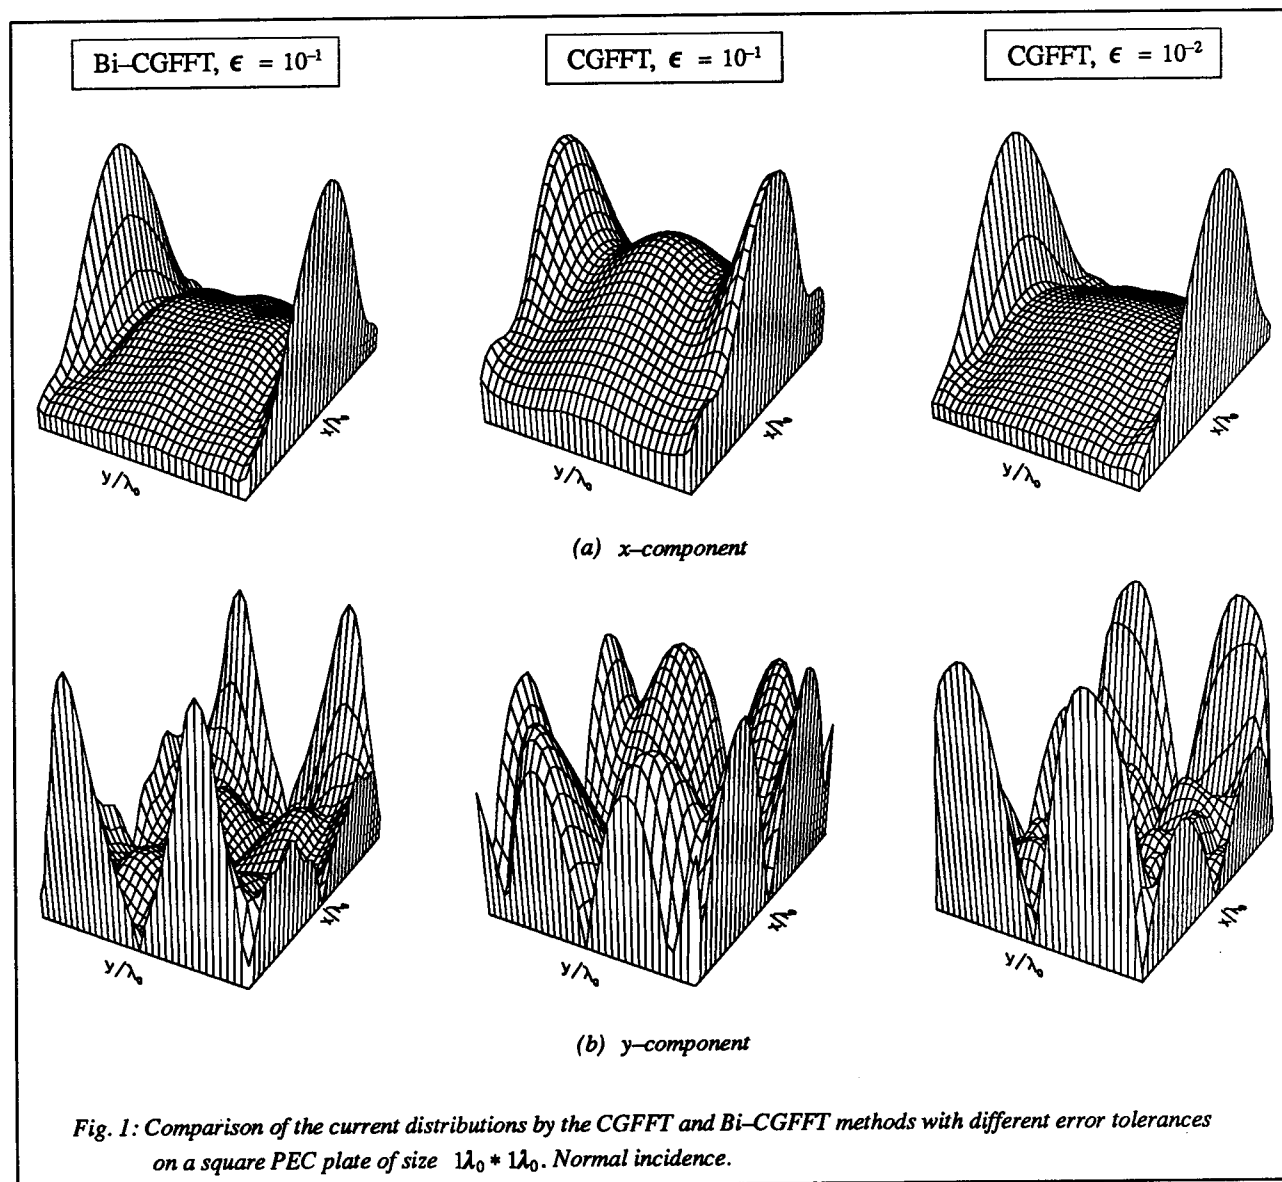 Bi–CGFFT, ϵ = 10⁻¹
CGFFT, ϵ = 10⁻¹
CGFFT, ϵ = 10⁻²
y/λ₀
x/λ₀
y/λ₀
x/λ₀
y/λ₀
x/λ₀
(a) x–component
y/λ₀
x/λ₀
y/λ₀
x/λ₀
y/λ₀
x/λ₀
(b) y–component
Fig. 1: Comparison of the current distributions by the CGFFT and Bi–CGFFT methods with different error tolerances
on a square PEC plate of size 1λ₀ * 1λ₀. Normal incidence.